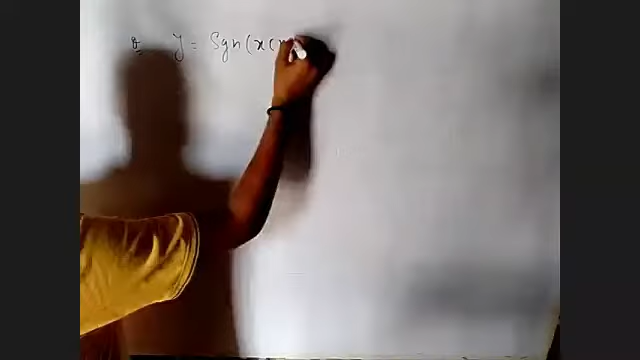 Q. y = Sgn(x(n